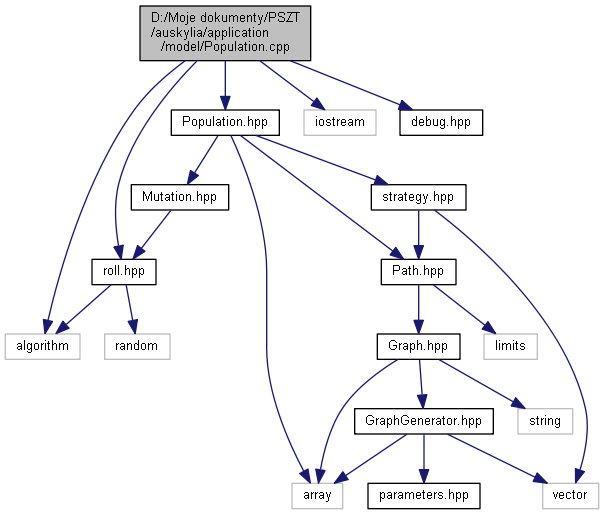 D:/Moje dokumenty/PSZT
/auskylia/application
/model/Population.cpp
Population.hpp
iostream
debug.hpp
Mutation.hpp
strategy.hpp
roll.hpp
Path.hpp
algorithm
random
Graph.hpp
limits
GraphGenerator.hpp
string
array
parameters.hpp
vector